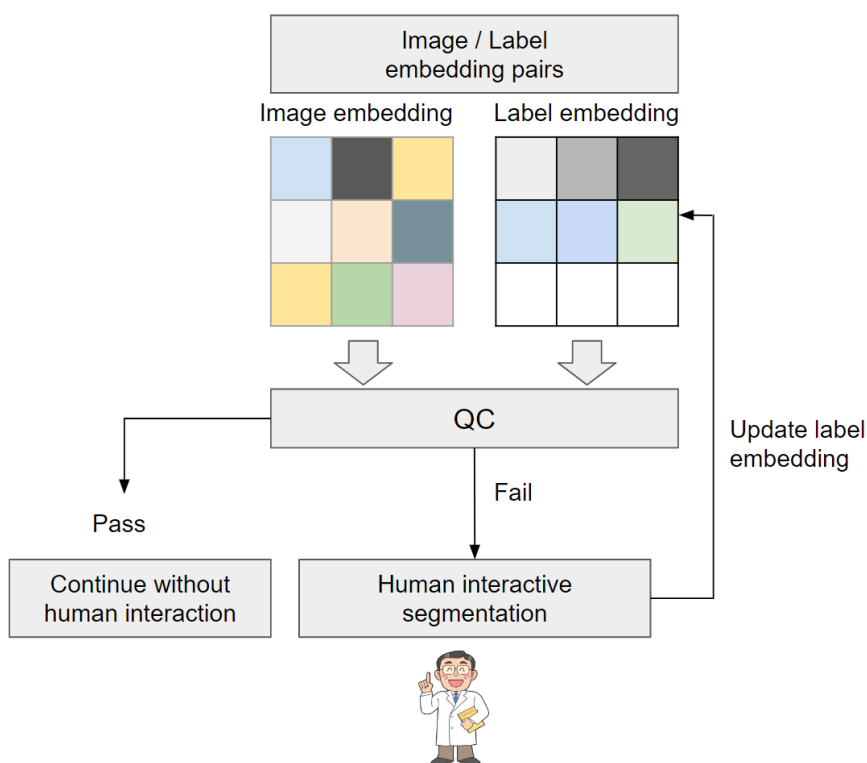 Image / Label
embedding pairs
Image embedding
Label embedding
QC
Update label
embedding
Fail
Pass
Continue without
human interaction
Human interactive
segmentation